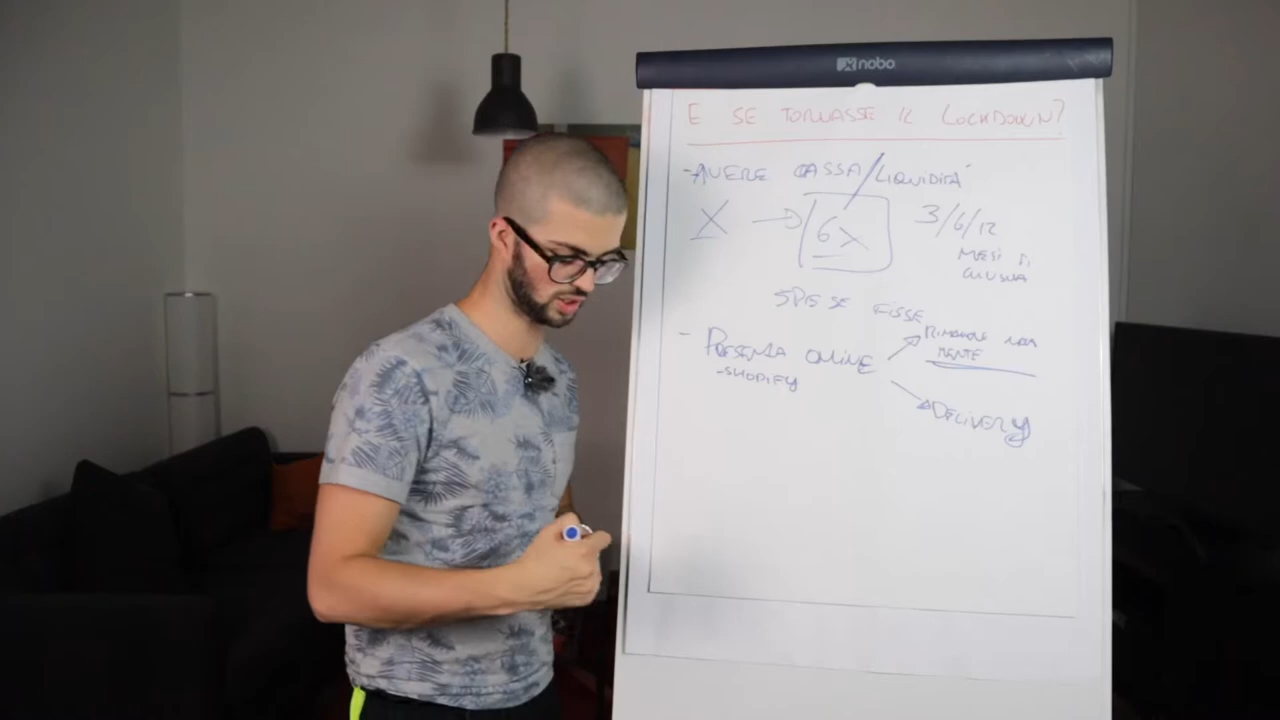 nobo
E SE TORNASSE IL LOCKDOWN?
- AVERE CASSA/LIQUIDITÀ
X → 6x 3/6/12
MESI DI
CHIUSURA
SPESE FISSE
- PRESENZA ONLINE → RIMANERE NELLA
MENTE
- SHOPIFY
→ DELIVERY